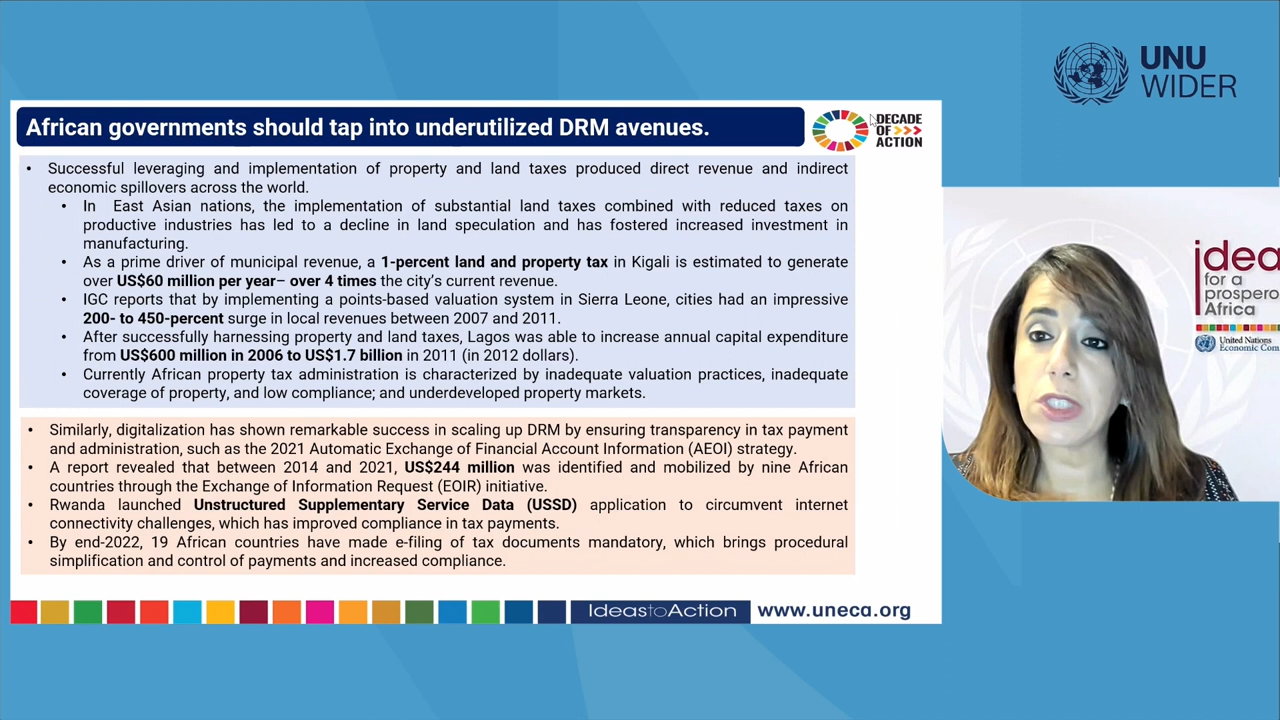 UNU
WIDER
African governments should tap into underutilized DRM avenues.
DECADE
OF >>>
ACTION
• Successful leveraging and implementation of property and land taxes produced direct revenue and indirect
economic spillovers across the world.
• In East Asian nations, the implementation of substantial land taxes combined with reduced taxes on
productive industries has led to a decline in land speculation and has fostered increased investment in
manufacturing.
• As a prime driver of municipal revenue, a 1-percent land and property tax in Kigali is estimated to generate
over US$60 million per year– over 4 times the city's current revenue.
• IGC reports that by implementing a points-based valuation system in Sierra Leone, cities had an impressive
200- to 450-percent surge in local revenues between 2007 and 2011.
• After successfully harnessing property and land taxes, Lagos was able to increase annual capital expenditure
from US$600 million in 2006 to US$1.7 billion in 2011 (in 2012 dollars).
• Currently African property tax administration is characterized by inadequate valuation practices, inadequate
coverage of property, and low compliance; and underdeveloped property markets.
• Similarly, digitalization has shown remarkable success in scaling up DRM by ensuring transparency in tax payment
and administration, such as the 2021 Automatic Exchange of Financial Account Information (AEOI) strategy.
• A report revealed that between 2014 and 2021, US$244 million was identified and mobilized by nine African
countries through the Exchange of Information Request (EOIR) initiative.
• Rwanda launched Unstructured Supplementary Service Data (USSD) application to circumvent internet
connectivity challenges, which has improved compliance in tax payments.
• By end-2022, 19 African countries have made e-filing of tax documents mandatory, which brings procedural
simplification and control of payments and increased compliance.
IdeastoAction
www.uneca.org
idea
for a
prospero
Africa
United Nations
Economic Com